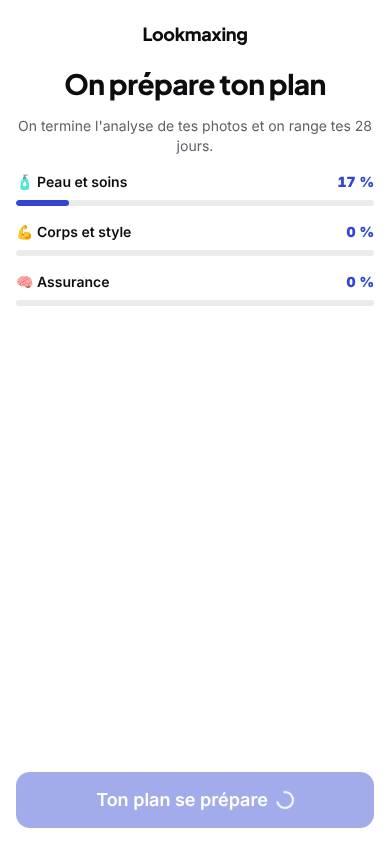 Lookmaxing
On prépare ton plan
On termine l'analyse de tes photos et on range tes 28
jours.
🧴 Peau et soins 17 %
💪 Corps et style 0 %
🧠 Assurance 0 %
Ton plan se prépare